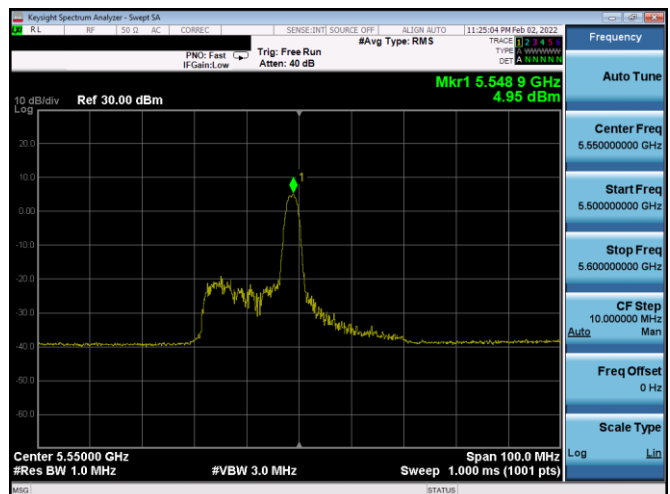 Keysight Spectrum Analyzer - Swept SA
RL RF 50 Ω AC CORREC SENSE:INT SOURCE OFF ALIGN AUTO 11:25:04 PM Feb 02, 2022
#Avg Type: RMS
TRACE 1 2 3 4 5 6
PNO: Fast Trig: Free Run
TYPE A WWWWW
IFGain:Low Atten: 40 dB
DET A N N N N N
Mkr1 5.548 9 GHz
4.95 dBm
10 dB/div Ref 30.00 dBm
Log
20.0
10.0
0.00
-10.0
-20.0
-30.0
-40.0
-50.0
-60.0
1
Center 5.55000 GHz Span 100.0 MHz
#Res BW 1.0 MHz #VBW 3.0 MHz Sweep 1.000 ms (1001 pts)
MSG STATUS
Frequency
Auto Tune
Center Freq
5.550000000 GHz
Start Freq
5.500000000 GHz
Stop Freq
5.600000000 GHz
CF Step
10.000000 MHz
Auto Man
Freq Offset
0 Hz
Scale Type
Log Lin